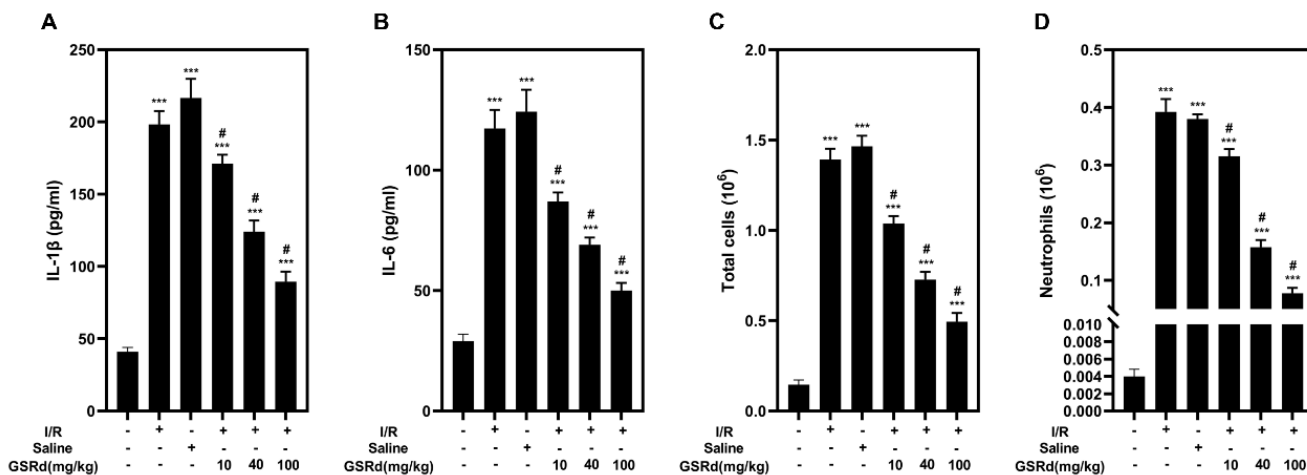 A
IL-1β (pg/ml)
250
200
150
100
50
0
***
***
#
***
#
***
#
***
I/R - + - + + +
Saline - - + - - -
GSRd(mg/kg) - - - 10 40 100
B
IL-6 (pg/ml)
150
100
50
0
***
***
#
***
#
***
#
***
I/R - + - + + +
Saline - - + - - -
GSRd(mg/kg) - - - 10 40 100
C
Total cells (10⁶)
2.0
1.5
1.0
0.5
0.0
***
***
#
***
#
***
#
***
I/R - + - + + +
Saline - - + - - -
GSRd(mg/kg) - - - 10 40 100
D
Neutrophils (10⁶)
0.5
0.4
0.3
0.2
0.1
0.010
0.008
0.006
0.004
0.002
0.000
***
***
#
***
#
***
#
***
I/R - + - + + +
Saline - - + - - -
GSRd(mg/kg) - - - 10 40 100